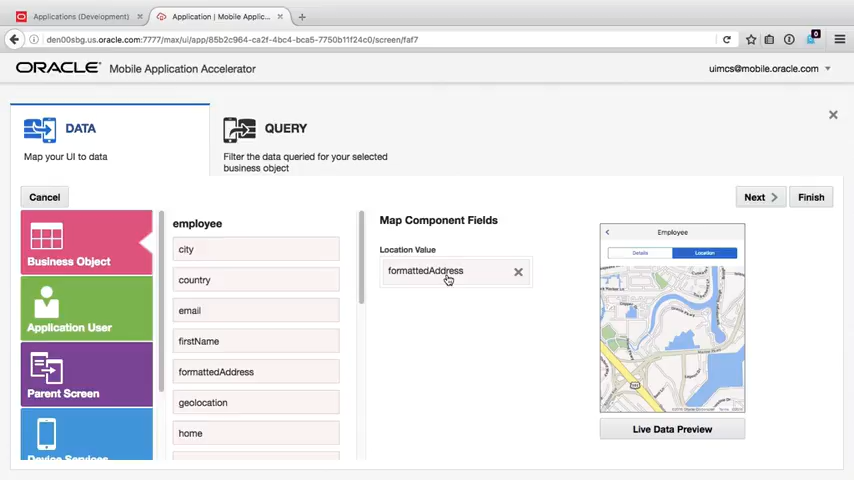 Applications (Development)
Application | Mobile Applic...
den00sbg.us.oracle.com:7777/max/ui/app/85b2c964-ca2f-4bc4-bca5-7750b11f24c0/screen/faf7
0
ORACLE Mobile Application Accelerator
uimcs@mobile.oracle.com
DATA
Map your UI to data
QUERY
Filter the data queried for your selected
business object
Cancel
Next
Finish
Business Object
Application User
Parent Screen
Device Services
employee
city
country
email
firstName
formattedAddress
geolocation
home
Map Component Fields
Location Value
formattedAddress
Employee
Details
Location
Live Data Preview